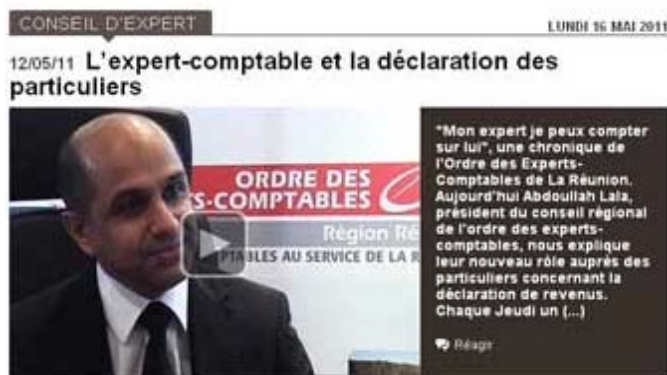 CONSEIL D'EXPERT
LUNDI 16 MAI 2011
12/05/11 L'expert-comptable et la déclaration des
particuliers
ORDRE DES
S-COMPTABLES
Région Ré
TABLES AU SERVICE DE LA R
"Mon expert je peux compter
sur lui", une chronique de
l'Ordre des Experts-
Comptables de La Réunion.
Aujourd'hui Abdoullah Lala,
président du conseil régional
de l'ordre des experts-
comptables, nous explique
leur nouveau rôle auprès des
particuliers concernant la
déclaration de revenus.
Chaque Jeudi un (...)
Réagir